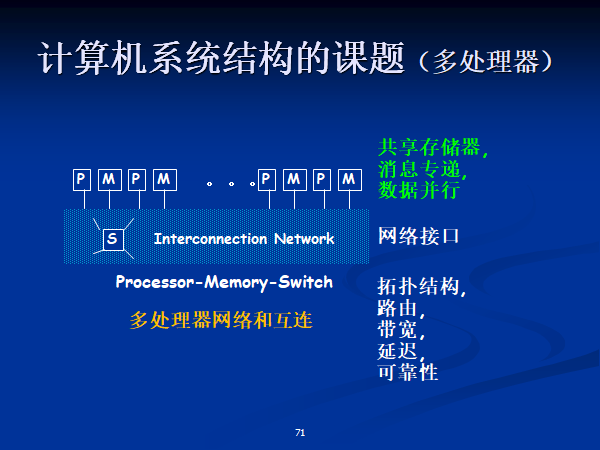 计算机系统结构的课题（多处理器）
共享存储器,
消息专递,
数据并行
P M P M 。。。 P M P M
S Interconnection Network
网络接口
Processor-Memory-Switch
多处理器网络和互连
拓扑结构,
路由,
带宽,
延迟,
可靠性
71